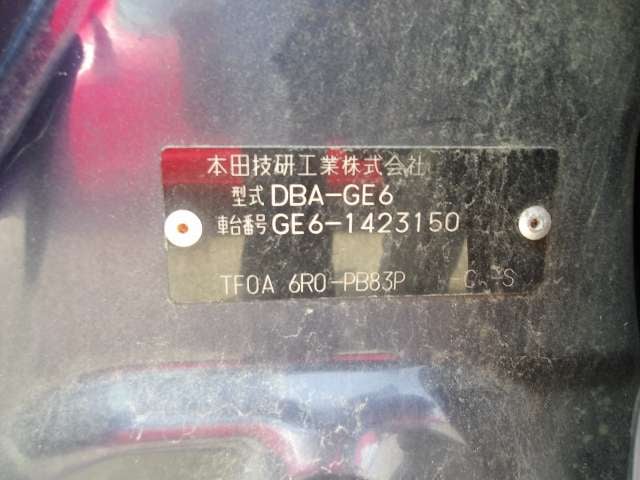 本田技研工業株式会社
型式 DBA-GE6
車台番号 GE6-1423150
TF0A 6R0-PB83P -C -S